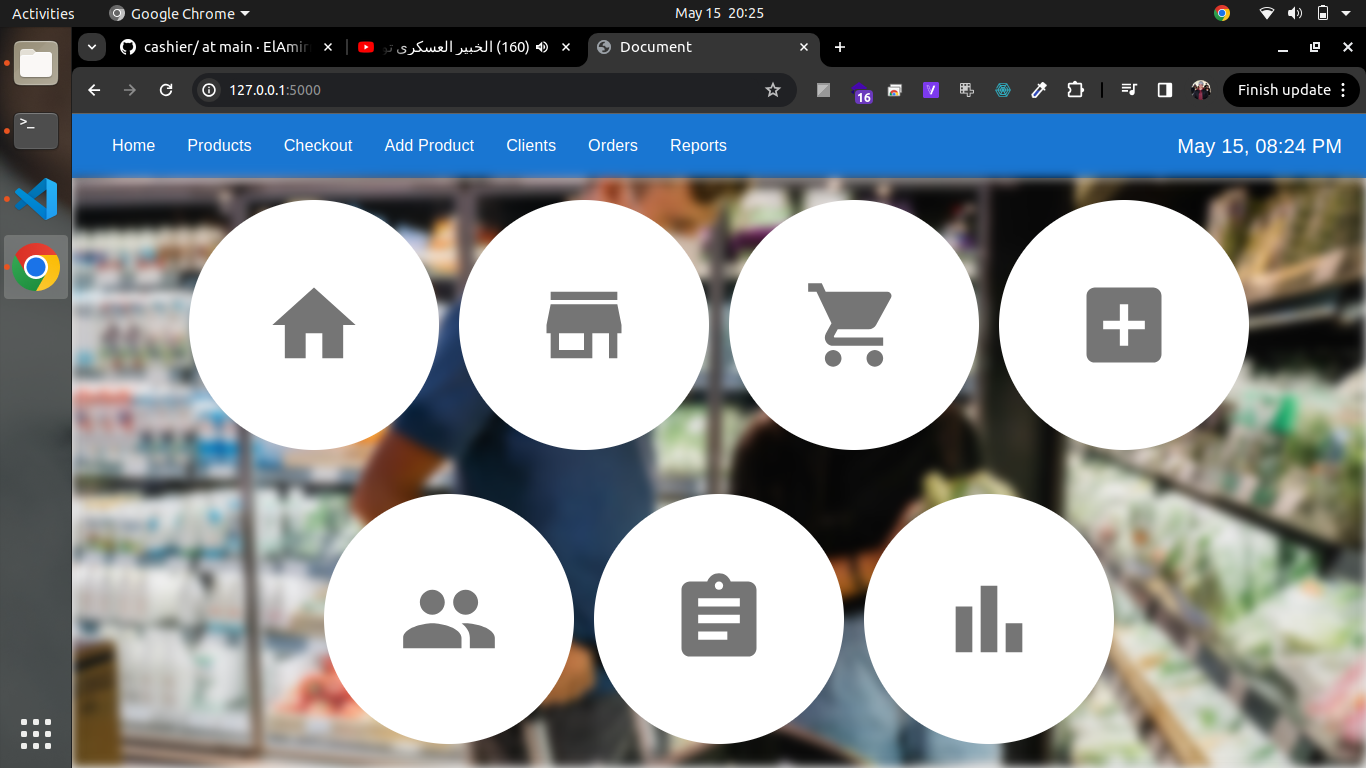 Activities
Google Chrome
May 15 20:25
cashier/ at main · ElAmir
(160) الخبير العسكرى تو
Document
127.0.0.1:5000
16
Finish update
Home
Products
Checkout
Add Product
Clients
Orders
Reports
May 15, 08:24 PM